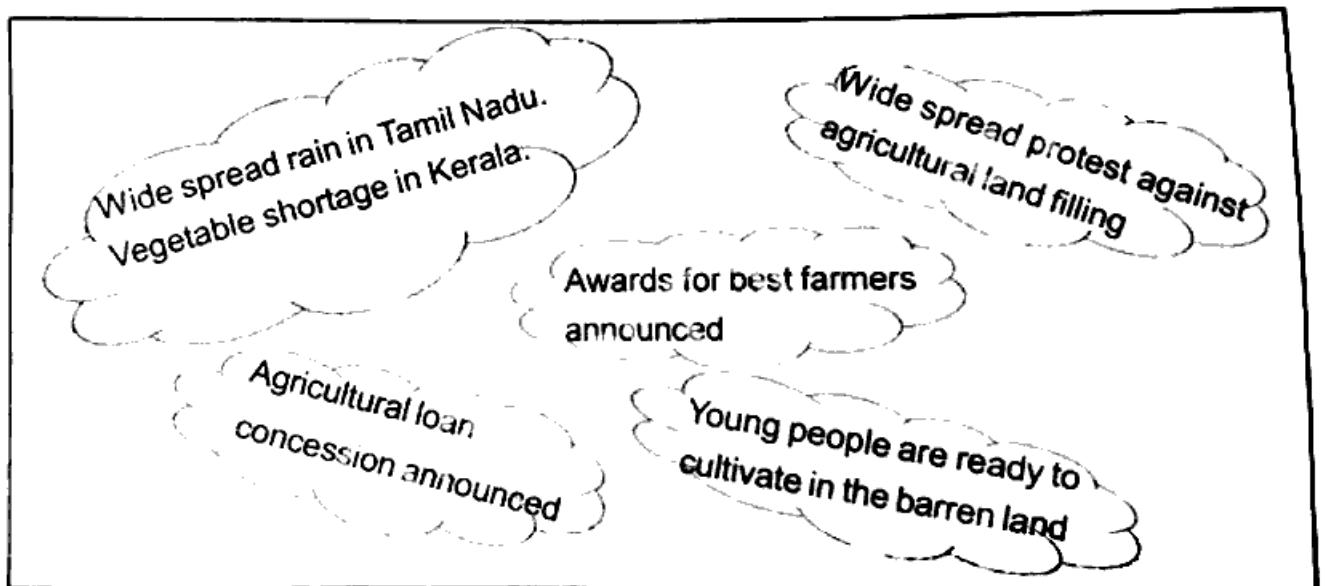 Wide spread rain in Tamil Nadu.
Vegetable shortage in Kerala.
Wide spread protest against
agricultural land filling
Awards for best farmers
announced
Agricultural loan
concession announced
Young people are ready to
cultivate in the barren land